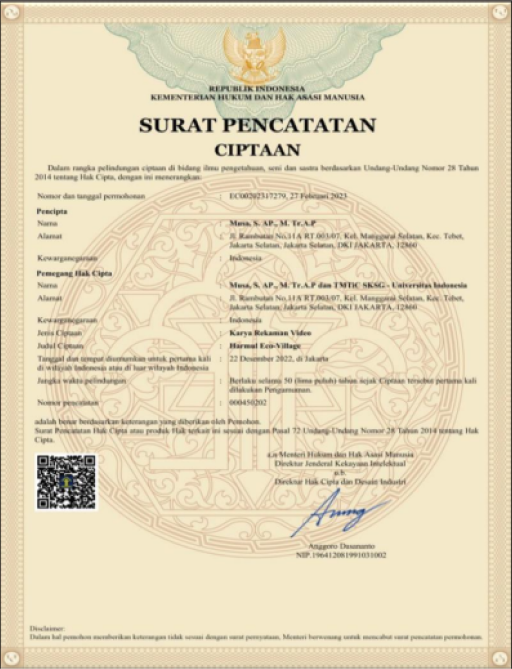 REPUBLIK INDONESIA
KEMENTERIAN HUKUM DAN HAK ASASI MANUSIA
SURAT PENCATATAN
CIPTAAN
Dalam rangka pelindungan ciptaan di bidang ilmu pengetahuan, seni dan sastra berdasarkan Undang-Undang Nomor 28 Tahun
2014 tentang Hak Cipta, dengan ini menerangkan:
Nomor dan tanggal permohonan : EC00202317279, 27 Februari 2023
Pencipta
Nama : Musa, S. AP., M. Tr.A.P
Alamat : Jl. Rambutan No.11A RT.003/07, Kel. Manggarai Selatan, Kec. Tebet,
Jakarta Selatan, Jakarta Selatan, DKI JAKARTA, 12860
Kewarganegaraan : Indonesia
Pemegang Hak Cipta
Nama : Musa, S. AP., M. Tr.A.P dan TMTIC SKSG - Universitas Indonesia
Alamat : Jl. Rambutan No.11A RT.003/07, Kel. Manggarai Selatan, Kec. Tebet,
Jakarta Selatan, Jakarta Selatan, DKI JAKARTA, 12860
Kewarganegaraan : Indonesia
Jenis Ciptaan : Karya Rekaman Video
Judul Ciptaan : Harmul Eco-Village
Tanggal dan tempat diumumkan untuk pertama kali : 22 Desember 2022, di Jakarta
di wilayah Indonesia atau di luar wilayah Indonesia
Jangka waktu pelindungan : Berlaku selama 50 (lima puluh) tahun sejak Ciptaan tersebut pertama kali
dilakukan Pengumuman.
Nomor pencatatan : 000450202
adalah benar berdasarkan keterangan yang diberikan oleh Pemohon.
Surat Pencatatan Hak Cipta atau produk Hak terkait ini sesuai dengan Pasal 72 Undang-Undang Nomor 28 Tahun 2014 tentang Hak
Cipta.
a.n Menteri Hukum dan Hak Asasi Manusia
Direktur Jenderal Kekayaan Intelektual
u.b.
Direktur Hak Cipta dan Desain Industri
Anggoro Dasananto
NIP.196412081991031002
Disclaimer:
Dalam hal pemohon memberikan keterangan tidak sesuai dengan surat pernyataan, Menteri berwenang untuk mencabut surat pencatatan permohonan.